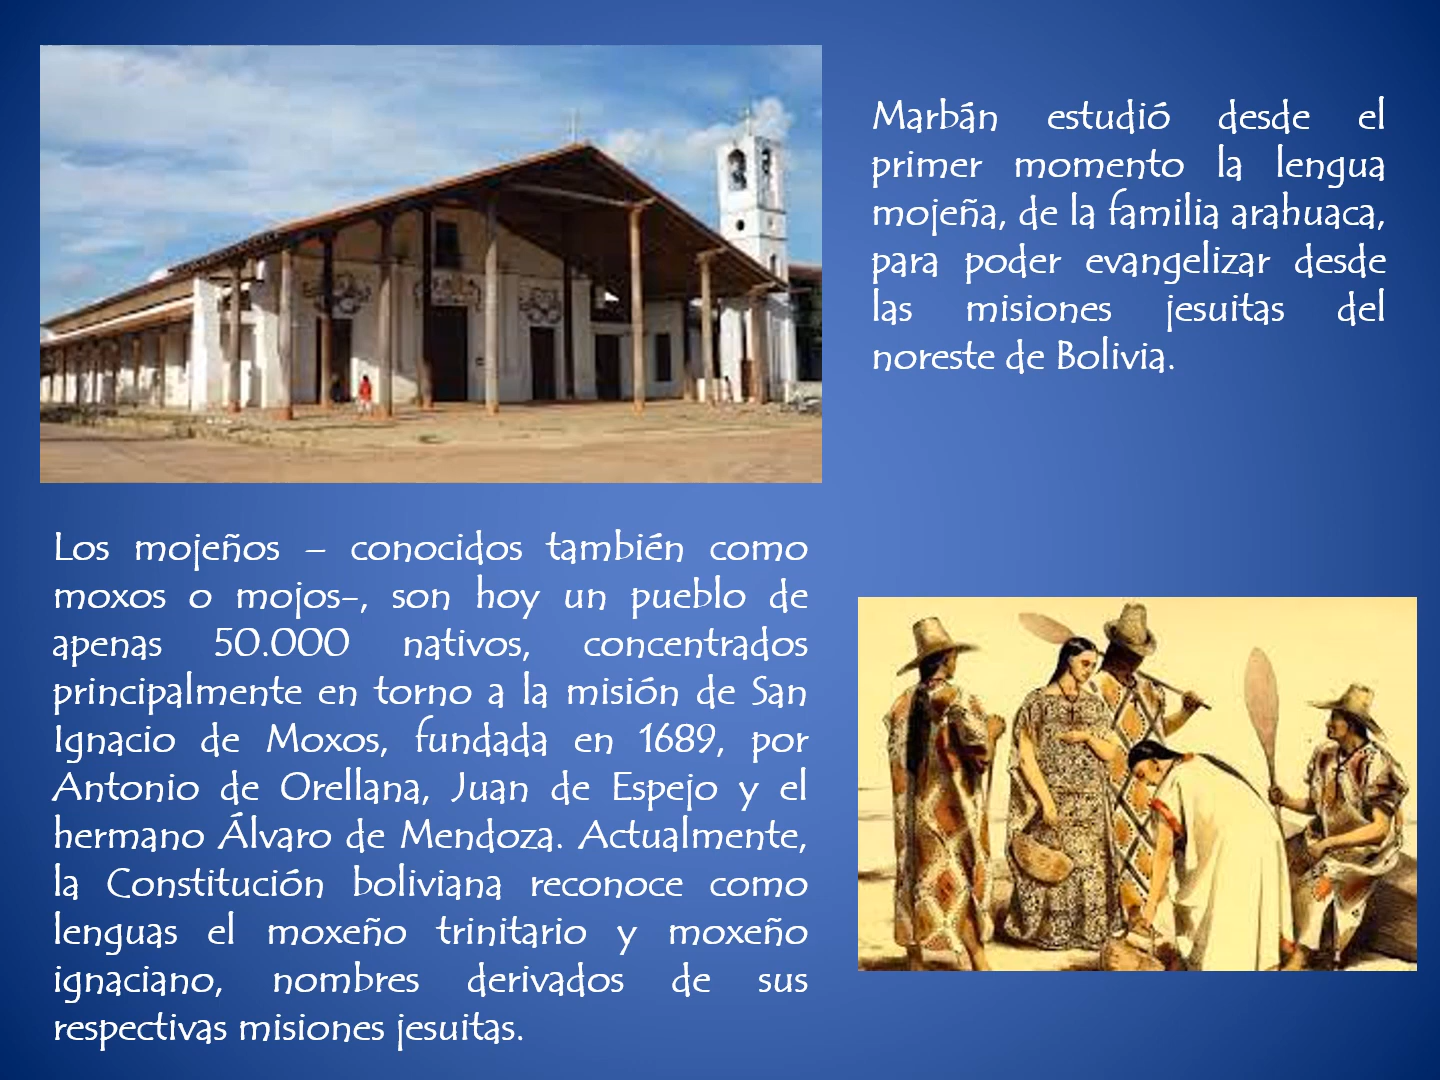 Marbán estudió desde el
primer momento la lengua
mojeña, de la familia arahuaca,
para poder evangelizar desde
las misiones jesuitas del
noreste de Bolivia.
Los mojeños – conocidos también como
moxos o mojos-, son hoy un pueblo de
apenas 50.000 nativos, concentrados
principalmente en torno a la misión de San
Ignacio de Moxos, fundada en 1689, por
Antonio de Orellana, Juan de Espejo y el
hermano Álvaro de Mendoza. Actualmente,
la Constitución boliviana reconoce como
lenguas el moxeño trinitario y moxeño
ignaciano, nombres derivados de sus
respectivas misiones jesuitas.